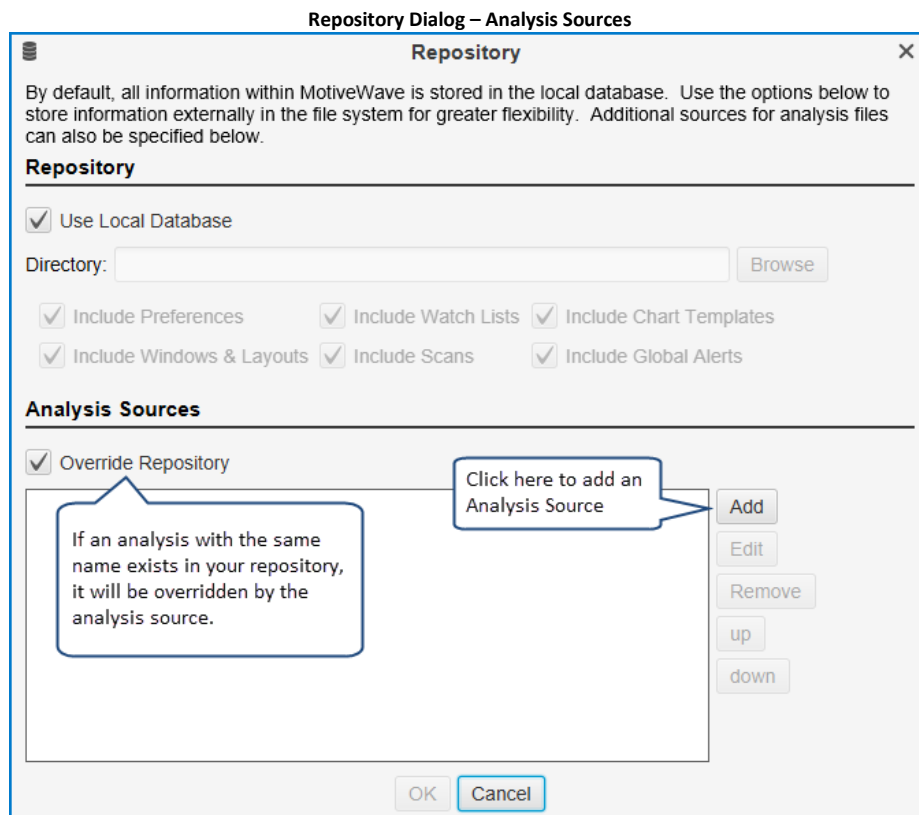 Repository Dialog – Analysis Sources
Repository
By default, all information within MotiveWave is stored in the local database. Use the options below to
store information externally in the file system for greater flexibility. Additional sources for analysis files
can also be specified below.
Repository
Use Local Database
Directory:
Browse
Include Preferences
Include Watch Lists
Include Chart Templates
Include Windows & Layouts
Include Scans
Include Global Alerts
Analysis Sources
Override Repository
If an analysis with the same
name exists in your repository,
it will be overridden by the
analysis source.
Click here to add an
Analysis Source
Add
Edit
Remove
up
down
OK
Cancel